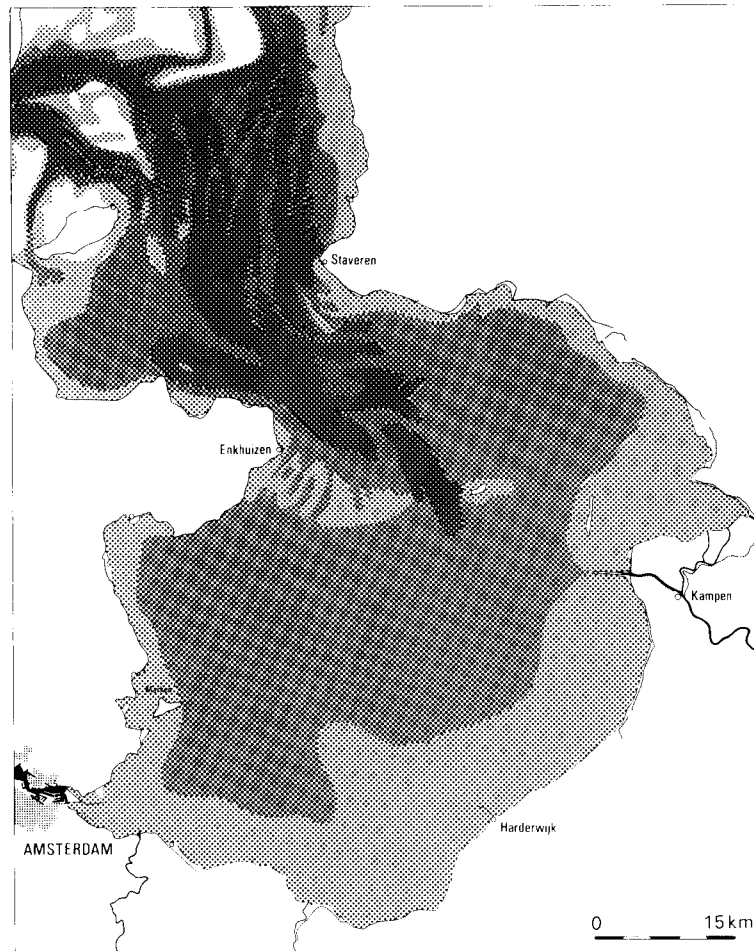 Staveren
Enkhuizen
Kampen
Harderwijk
AMSTERDAM
0 15km